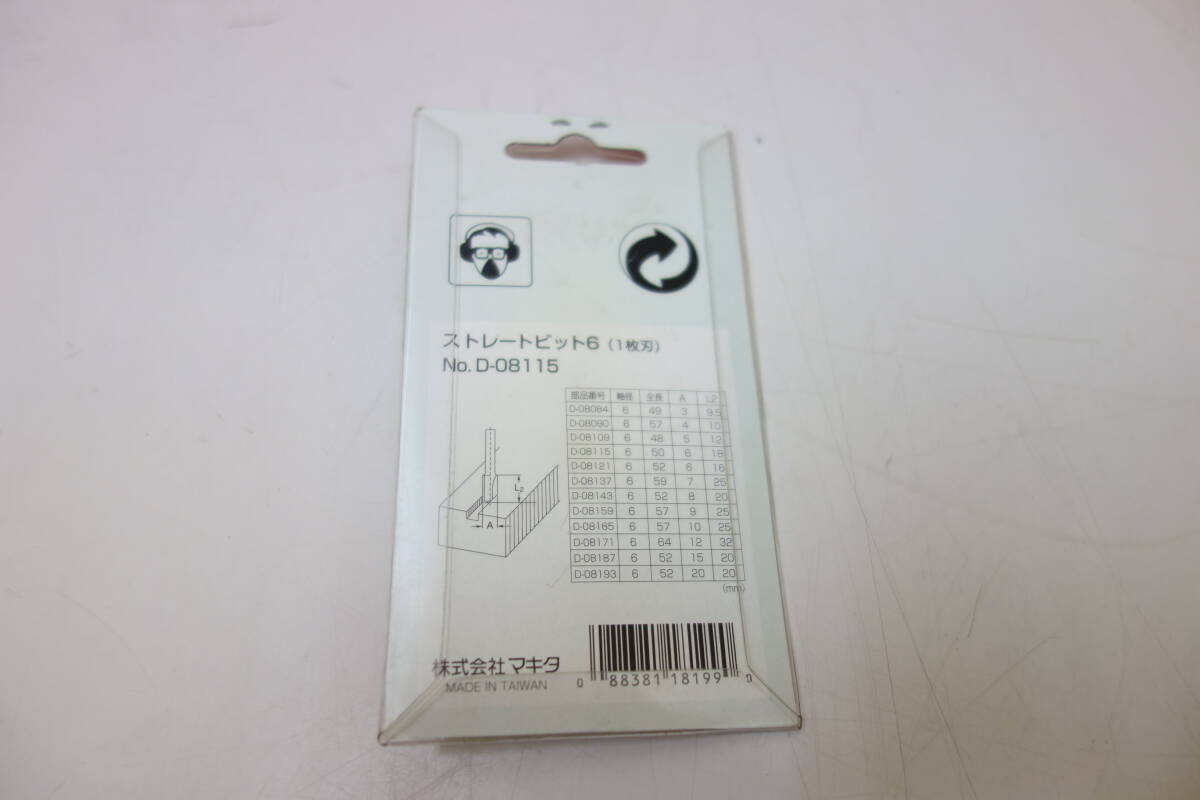 ストレートビット6（1枚刃）
No. D-08115
部品番号 軸径 全長 A L2
D-08084 6 49 3 9.5
D-08090 6 57 4 10
D-08109 6 48 5 12
D-08115 6 50 6 18
D-08121 6 52 6 16
D-08137 6 59 7 25
D-08143 6 52 8 20
D-08159 6 57 9 25
D-08165 6 57 10 25
D-08171 6 64 12 32
D-08187 6 52 15 20
D-08193 6 52 20 20
(mm)
L2
A
株式会社マキタ
MADE IN TAIWAN
0 88381 18199 0